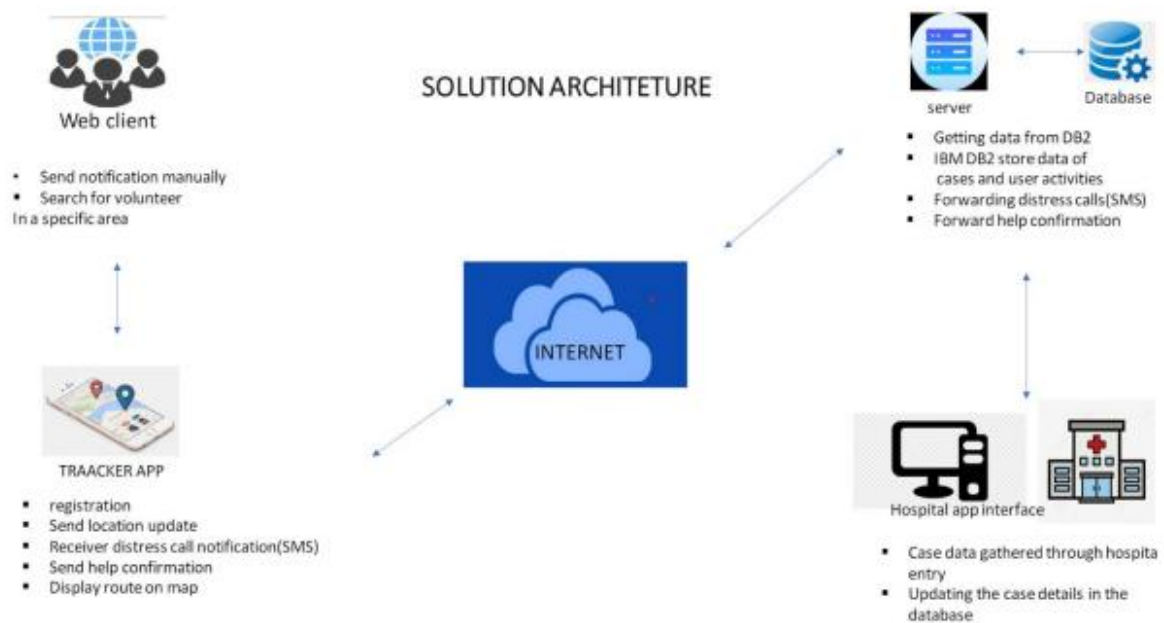 SOLUTION ARCHITETURE
Web client
• Send notification manually
▪ Search for volunteer
In a specific area
TRAACKER APP
▪ registration
▪ Send location update
▪ Receiver distress call notification(SMS)
▪ Send help confirmation
▪ Display route on map
INTERNET
server
Database
▪ Getting data from DB2
▪ IBM DB2 store data of
cases and user activities
▪ Forwarding distress calls(SMS)
▪ Forward help confirmation
Hospital app interface
▪ Case data gathered through hospita
entry
▪ Updating the case details in the
database